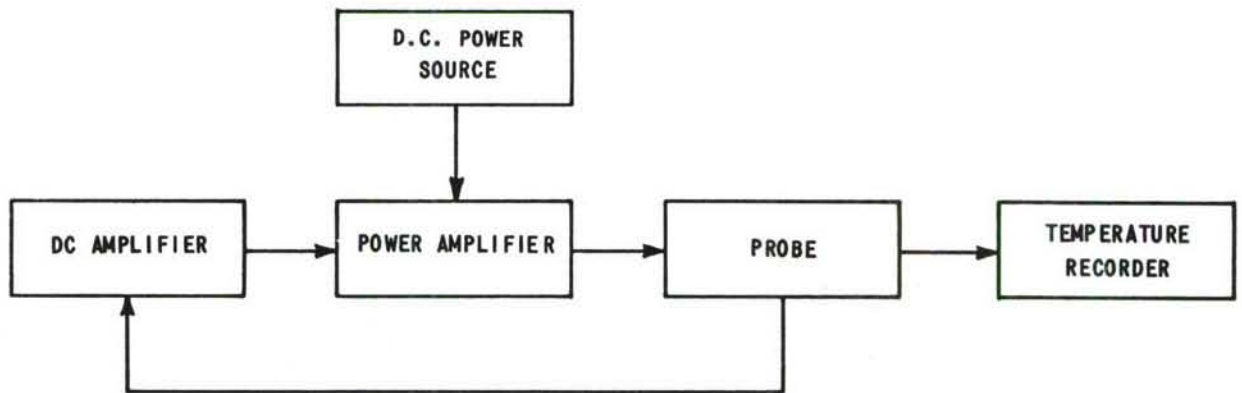 D.C. POWER
SOURCE
DC AMPLIFIER
POWER AMPLIFIER
PROBE
TEMPERATURE
RECORDER